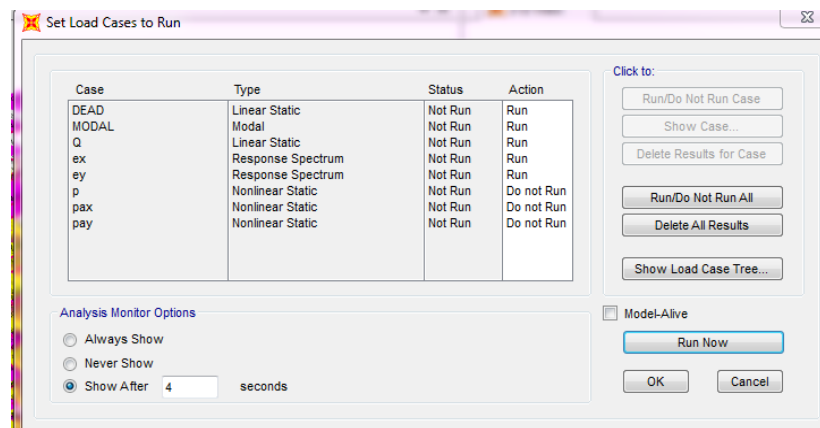 Set Load Cases to Run
Case Type Status Action
DEAD Linear Static Not Run Run
MODAL Modal Not Run Run
Q Linear Static Not Run Run
ex Response Spectrum Not Run Run
ey Response Spectrum Not Run Run
p Nonlinear Static Not Run Do not Run
pax Nonlinear Static Not Run Do not Run
pay Nonlinear Static Not Run Do not Run
Click to:
Run/Do Not Run Case
Show Case...
Delete Results for Case
Run/Do Not Run All
Delete All Results
Show Load Case Tree...
Analysis Monitor Options
Always Show
Never Show
Show After 4 seconds
Model-Alive
Run Now
OK Cancel